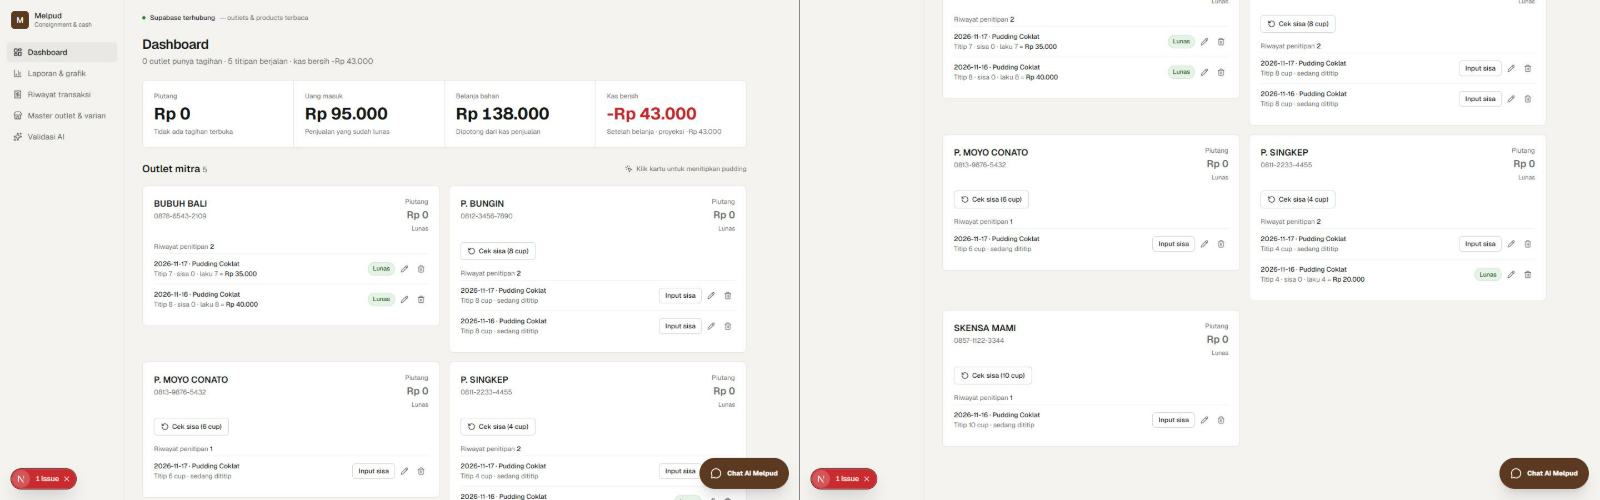 M
Melpud
Consignment & cash
Dashboard
Laporan & grafik
Riwayat transaksi
Master outlet & varian
Validasi AI
N
1 Issue ×
Supabase terhubung — outlets & products terbaca
Dashboard
0 outlet punya tagihan · 5 titipan berjalan · kas bersih -Rp 43.000
Piutang
Rp 0
Tidak ada tagihan terbuka
Uang masuk
Rp 95.000
Penjualan yang sudah lunas
Belanja bahan
Rp 138.000
Dipotong dari kas penjualan
Kas bersih
-Rp 43.000
Setelah belanja · proyeksi -Rp 43.000
Outlet mitra 5
Klik kartu untuk menitipkan pudding
BUBUH BALI
0878-6543-2109
Piutang
Rp 0
Lunas
Riwayat penitipan 2
2026-11-17 · Pudding Coklat
Titip 7 · sisa 0 · laku 7 = Rp 35.000
Lunas
2026-11-16 · Pudding Coklat
Titip 8 · sisa 0 · laku 8 = Rp 40.000
Lunas
P. BUNGIN
0812-3456-7890
Piutang
Rp 0
Lunas
Cek sisa (8 cup)
Riwayat penitipan 2
2026-11-17 · Pudding Coklat
Titip 8 cup · sedang dititip
Input sisa
2026-11-16 · Pudding Coklat
Titip 8 cup · sedang dititip
Input sisa
P. MOYO CONATO
0813-9876-5432
Piutang
Rp 0
Lunas
Cek sisa (6 cup)
Riwayat penitipan 1
2026-11-17 · Pudding Coklat
Titip 6 cup · sedang dititip
Input sisa
P. SINGKEP
0811-2233-4455
Piutang
Rp 0
Lunas
Cek sisa (4 cup)
Riwayat penitipan 2
2026-11-17 · Pudding Coklat
Titip 4 cup · sedang dititip
Input sisa
2026-11-16 · Pudding Coklat
Chat AI Melpud
Lunas
Riwayat penitipan 2
2026-11-17 · Pudding Coklat
Titip 7 · sisa 0 · laku 7 = Rp 35.000
Lunas
2026-11-16 · Pudding Coklat
Titip 8 · sisa 0 · laku 8 = Rp 40.000
Lunas
Lunas
Cek sisa (8 cup)
Riwayat penitipan 2
2026-11-17 · Pudding Coklat
Titip 8 cup · sedang dititip
Input sisa
2026-11-16 · Pudding Coklat
Titip 8 cup · sedang dititip
Input sisa
P. MOYO CONATO
0813-9876-5432
Piutang
Rp 0
Lunas
Cek sisa (6 cup)
Riwayat penitipan 1
2026-11-17 · Pudding Coklat
Titip 6 cup · sedang dititip
Input sisa
P. SINGKEP
0811-2233-4455
Piutang
Rp 0
Lunas
Cek sisa (4 cup)
Riwayat penitipan 2
2026-11-17 · Pudding Coklat
Titip 4 cup · sedang dititip
Input sisa
2026-11-16 · Pudding Coklat
Titip 4 · sisa 0 · laku 4 = Rp 20.000
Lunas
SKENSA MAMI
0857-1122-3344
Piutang
Rp 0
Lunas
Cek sisa (10 cup)
Riwayat penitipan 1
2026-11-16 · Pudding Coklat
Titip 10 cup · sedang dititip
Input sisa
N
1 Issue ×
Chat AI Melpud